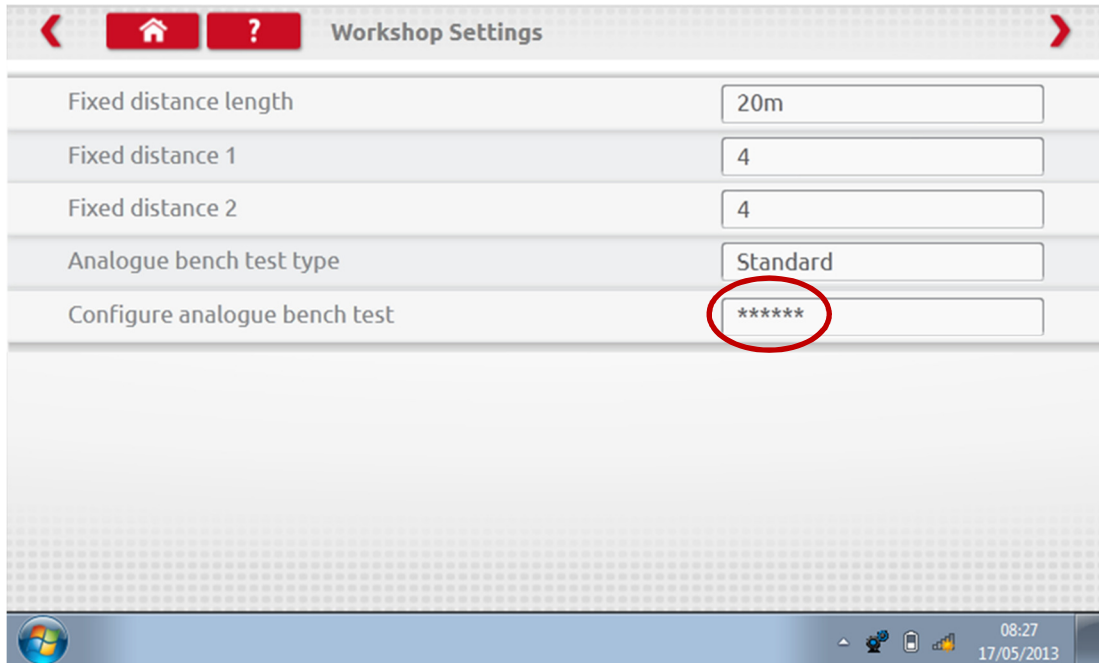 ? Workshop Settings
Fixed distance length 20m
Fixed distance 1 4
Fixed distance 2 4
Analogue bench test type Standard
Configure analogue bench test ******
08:27
17/05/2013